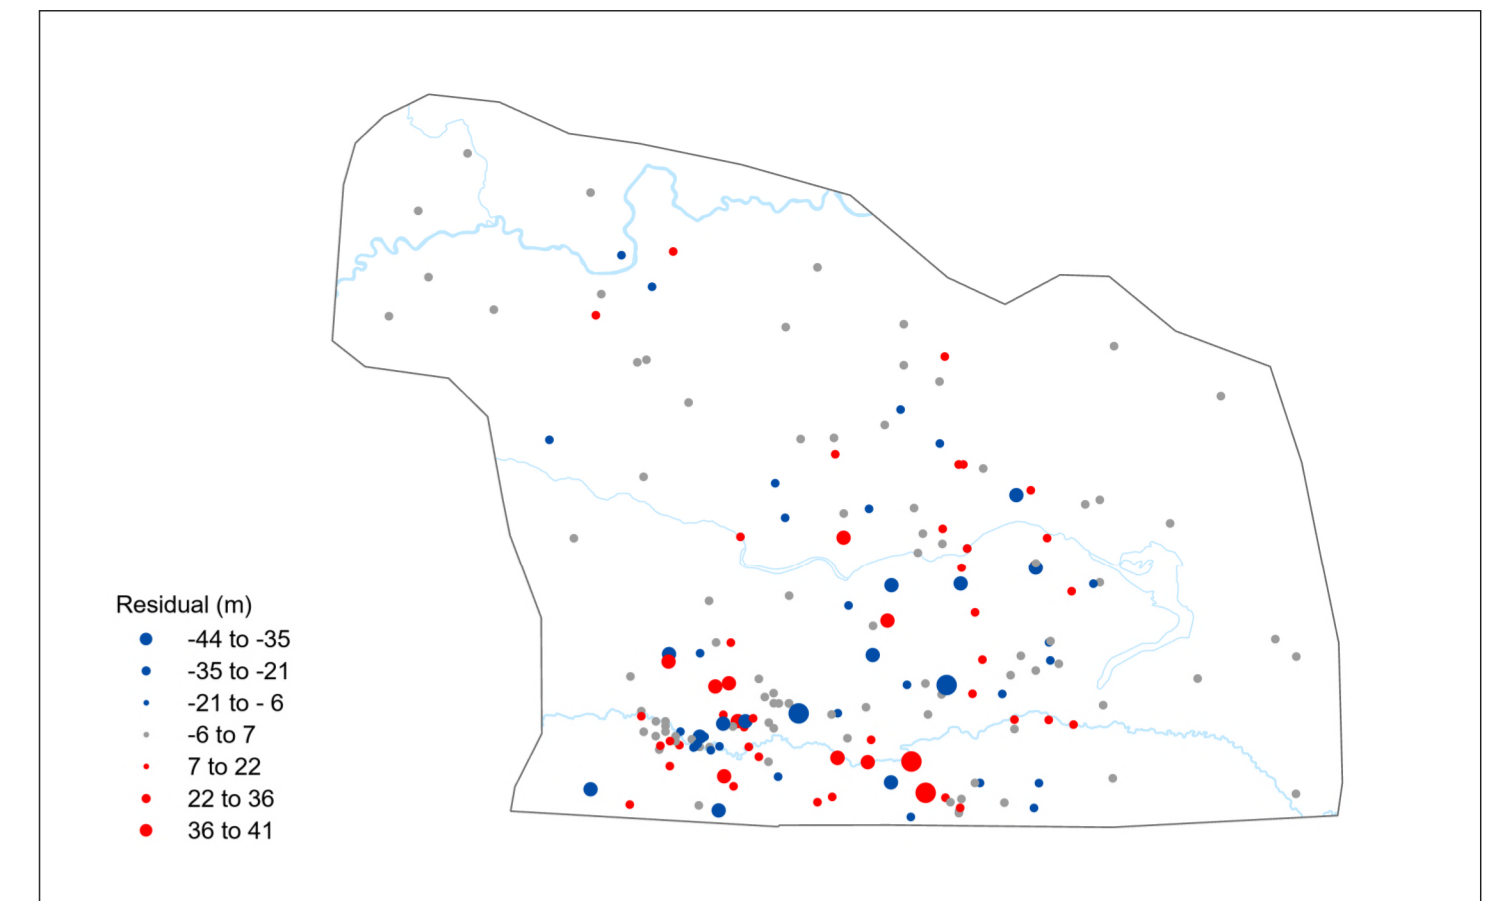 Residual (m)
-44 to -35
-35 to -21
-21 to - 6
-6 to 7
7 to 22
22 to 36
36 to 41